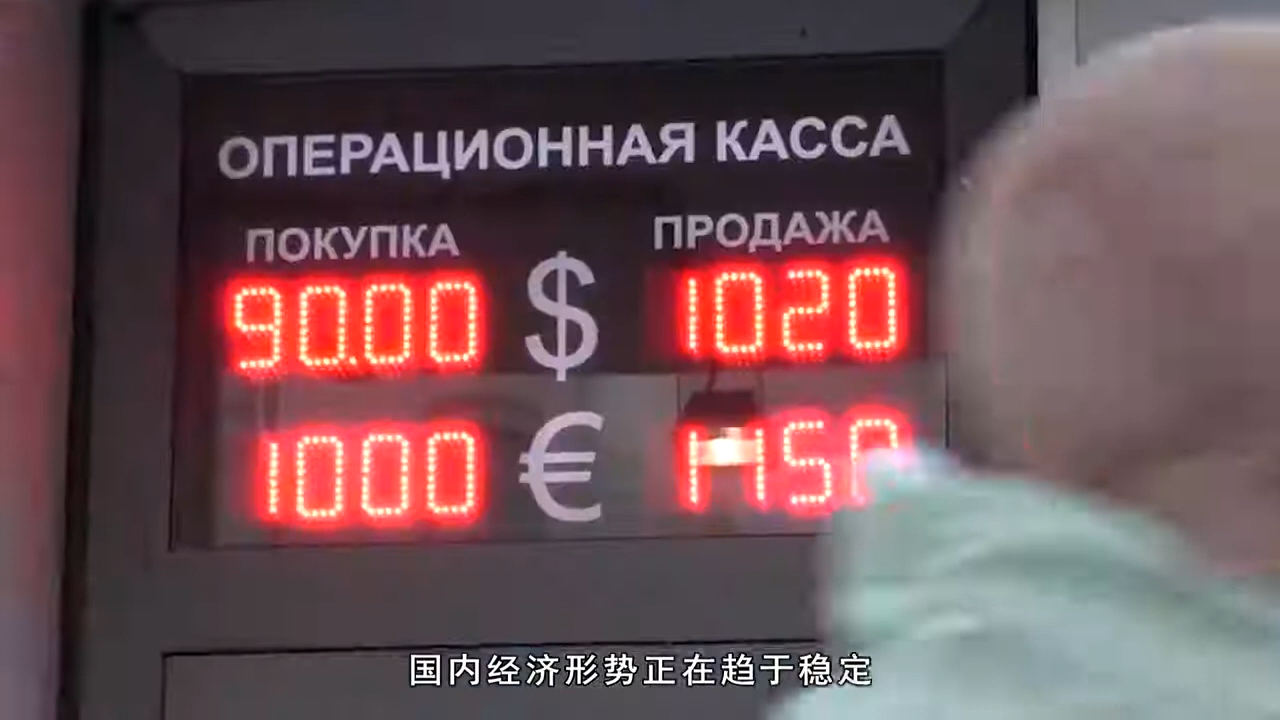 ОПЕРАЦИОННАЯ КАССА
ПОКУПКА ПРОДАЖА
90.00 $ 1020
1000 €
国内经济形势正在趋于稳定